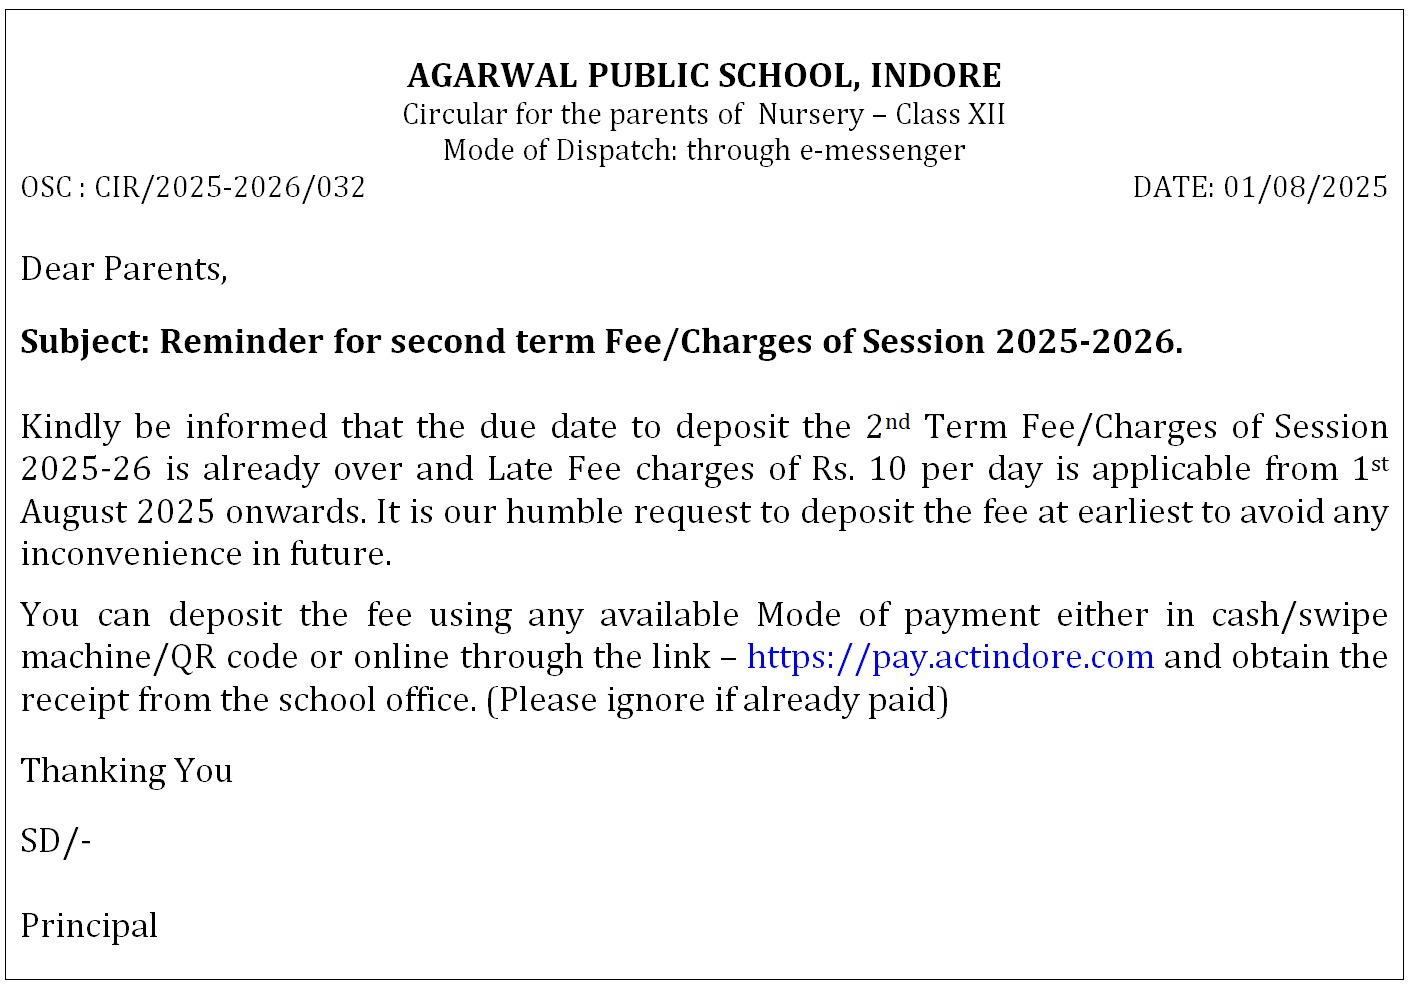 AGARWAL PUBLIC SCHOOL, INDORE
Circular for the parents of  Nursery – Class XII
Mode of Dispatch: through e-messenger
OSC : CIR/2025-2026/032 DATE: 01/08/2025
Dear Parents,
Subject: Reminder for second term Fee/Charges of Session 2025-2026.
Kindly be informed that the due date to deposit the 2nd Term Fee/Charges of Session
2025-26 is already over and Late Fee charges of Rs. 10 per day is applicable from 1st
August 2025 onwards. It is our humble request to deposit the fee at earliest to avoid any
inconvenience in future.
You can deposit the fee using any available Mode of payment either in cash/swipe
machine/QR code or online through the link – https://pay.actindore.com and obtain the
receipt from the school office. (Please ignore if already paid)
Thanking You
SD/-
Principal